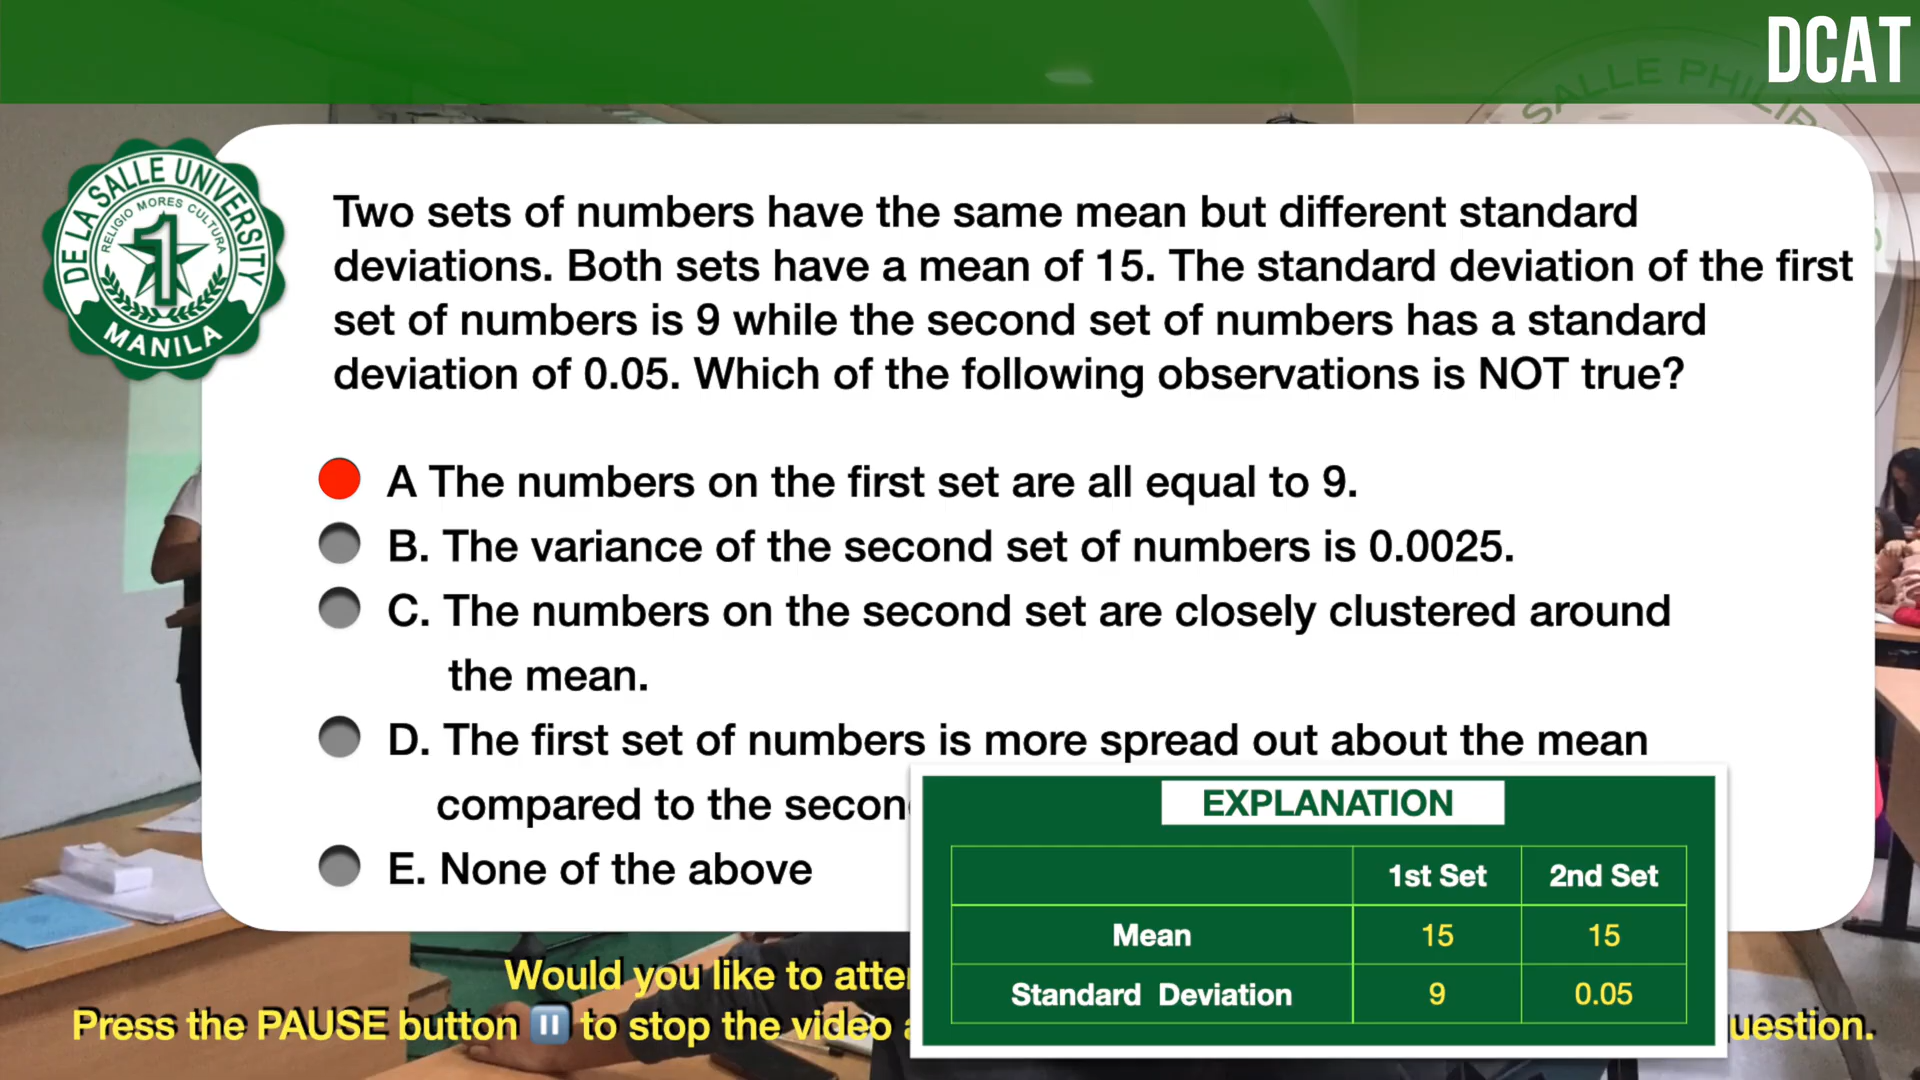 DCAT
SALLE PHILIP
DE LA SALLE UNIVERSITY
RELIGIO MORES CULTURA
1
MANILA
Two sets of numbers have the same mean but different standard
deviations. Both sets have a mean of 15. The standard deviation of the first
set of numbers is 9 while the second set of numbers has a standard
deviation of 0.05. Which of the following observations is NOT true?
A The numbers on the first set are all equal to 9.
B. The variance of the second set of numbers is 0.0025.
C. The numbers on the second set are closely clustered around
the mean.
D. The first set of numbers is more spread out about the mean
compared to the secon
E. None of the above
EXPLANATION
1st Set 2nd Set
Mean 15 15
Standard Deviation 9 0.05
Would you like to atte
Press the PAUSE button to stop the video uestion.